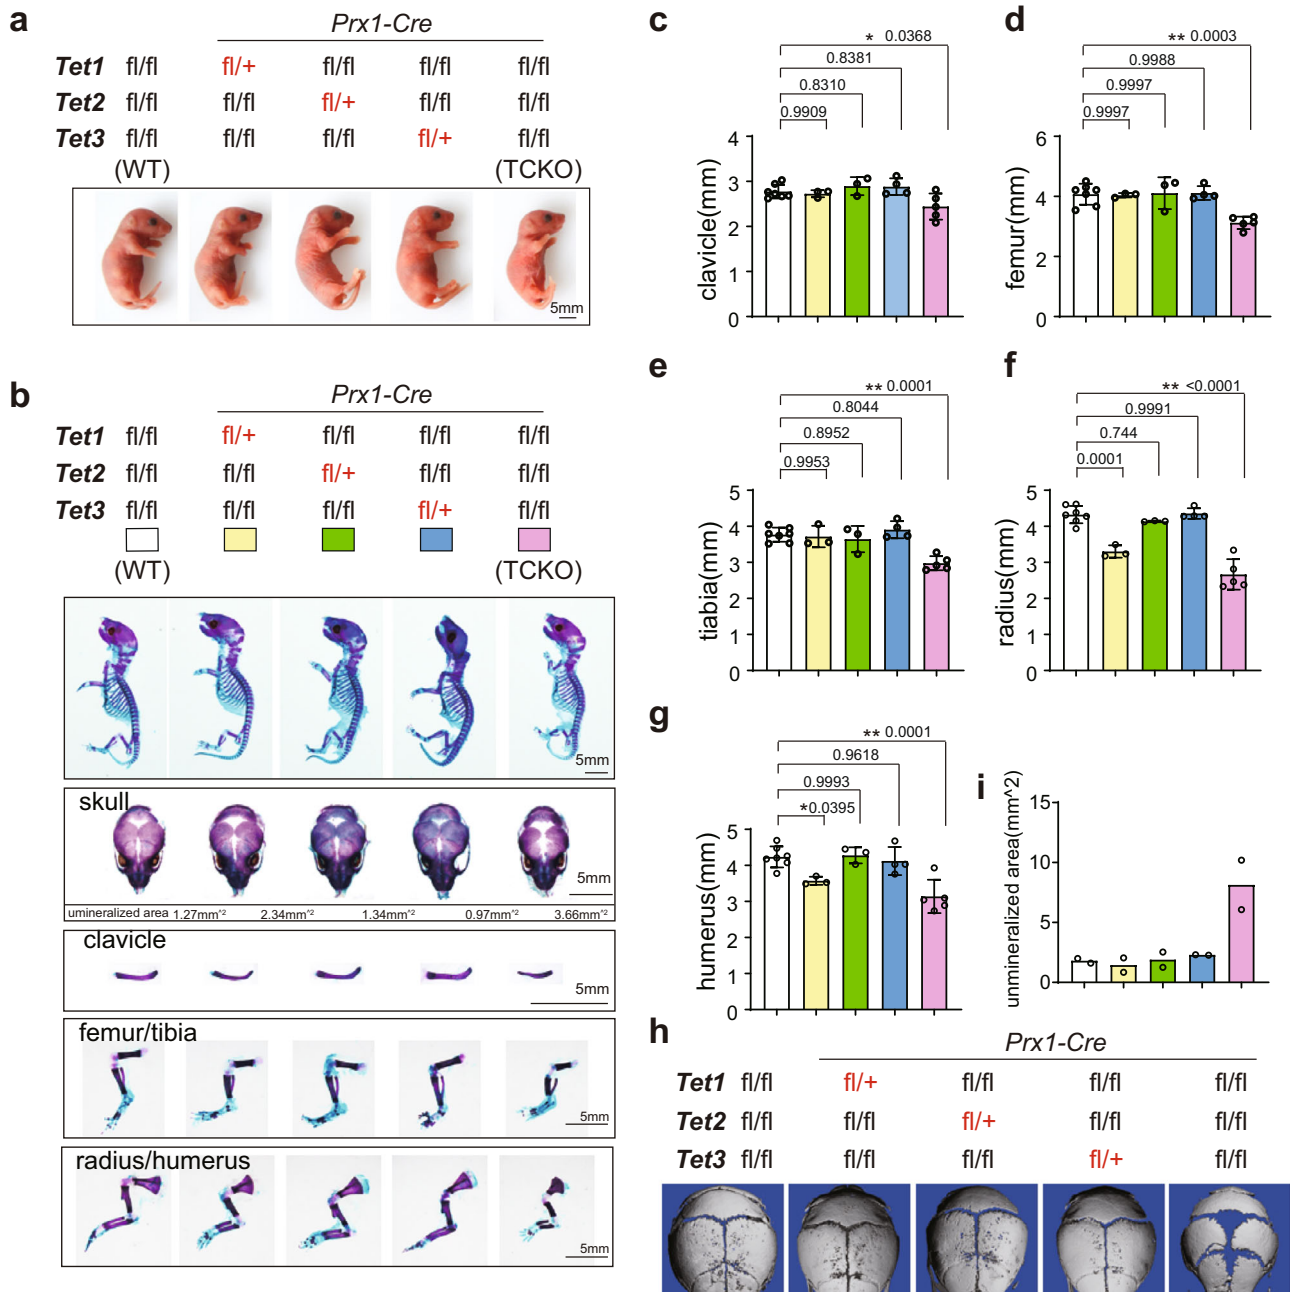 a
Prx1-Cre
Tet1 fl/fl fl/+ fl/fl fl/fl fl/fl
Tet2 fl/fl fl/fl fl/+ fl/fl fl/fl
Tet3 fl/fl fl/fl fl/fl fl/+ fl/fl
(WT) (TCKO)
5mm
b
Prx1-Cre
Tet1 fl/fl fl/+ fl/fl fl/fl fl/fl
Tet2 fl/fl fl/fl fl/+ fl/fl fl/fl
Tet3 fl/fl fl/fl fl/fl fl/+ fl/fl
(WT) (TCKO)
5mm
skull
5mm
umineralized area 1.27mm^2 2.34mm^2 1.34mm^2 0.97mm^2 3.66mm^2
clavicle
5mm
femur/tibia
5mm
radius/humerus
5mm
c
* 0.0368
0.8381
0.8310
0.9909
clavicle(mm)
4
3
2
1
0
d
** 0.0003
0.9988
0.9997
0.9997
femur(mm)
6
4
2
0
e
** 0.0001
0.8044
0.8952
0.9953
tiabia(mm)
5
4
3
2
1
0
f
** <0.0001
0.9991
0.744
0.0001
radius(mm)
5
4
3
2
1
0
g
** 0.0001
0.9618
0.9993
*0.0395
humerus(mm)
5
4
3
2
1
0
i
unmineralized area(mm^2)
15
10
5
0
h
Prx1-Cre
Tet1 fl/fl fl/+ fl/fl fl/fl fl/fl
Tet2 fl/fl fl/fl fl/+ fl/fl fl/fl
Tet3 fl/fl fl/fl fl/fl fl/+ fl/fl